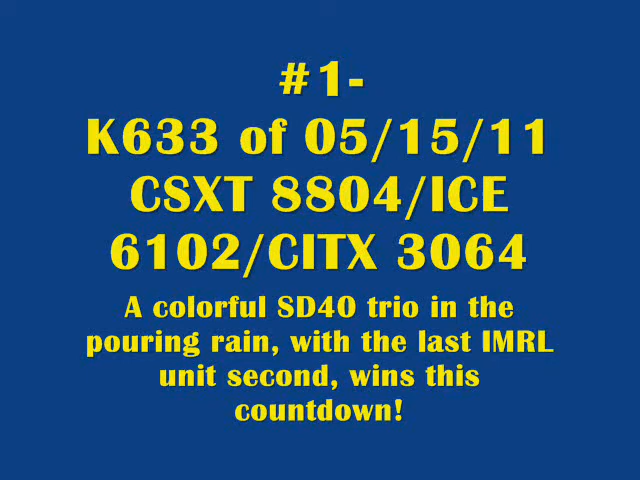 #1-
K633 of 05/15/11
CSXT 8804/ICE
6102/CITX 3064
A colorful SD40 trio in the
pouring rain, with the last IMRL
unit second, wins this
countdown!